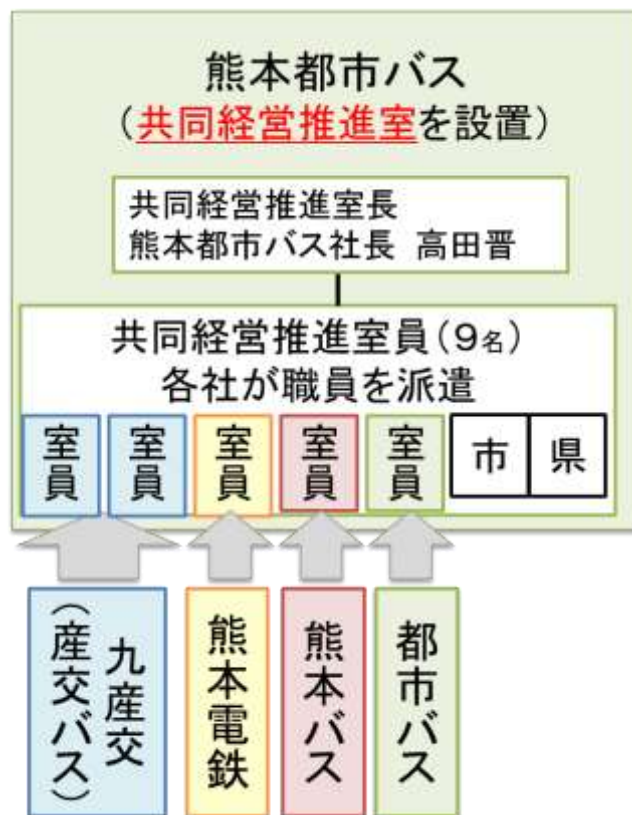 熊本都市バス
（共同経営推進室を設置）
共同経営推進室長
熊本都市バス社長 高田晋
共同経営推進室員（９名）
各社が職員を派遣
室員
室員
室員
室員
室員
市
県
九産交
（産交バス）
熊本電鉄
熊本バス
都市バス